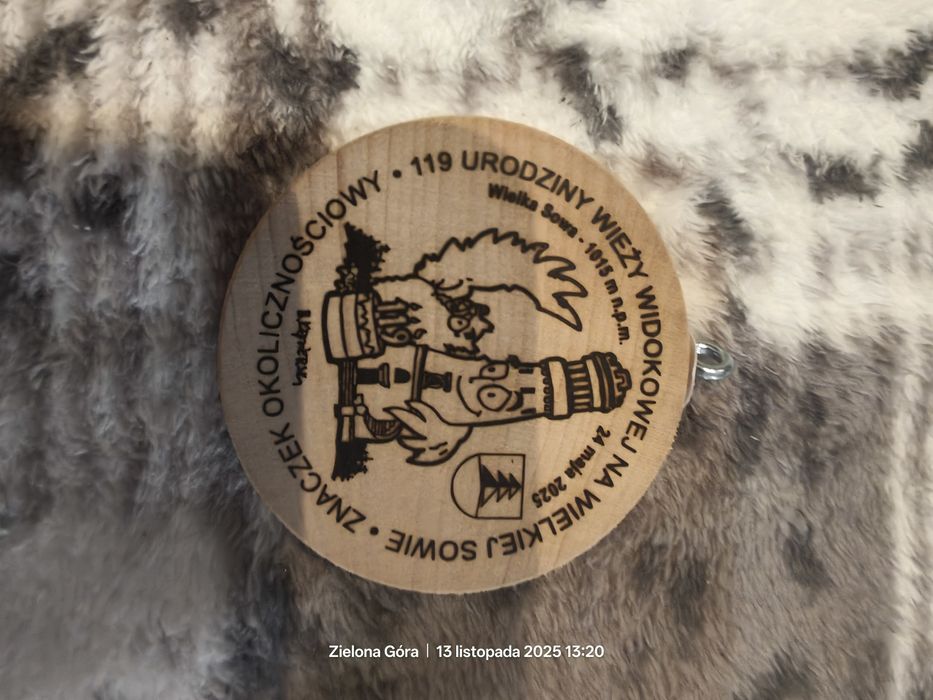 119 URODZINY WIEŻY WIDOKOWEJ NA WIELKIEJ SOWIE •
ZNACZEK OKOLICZNOŚCIOWY •
Wielka Sowa - 1015 m n.p.m.
24 maja 2025
Zielona Góra | 13 listopada 2025 13:20